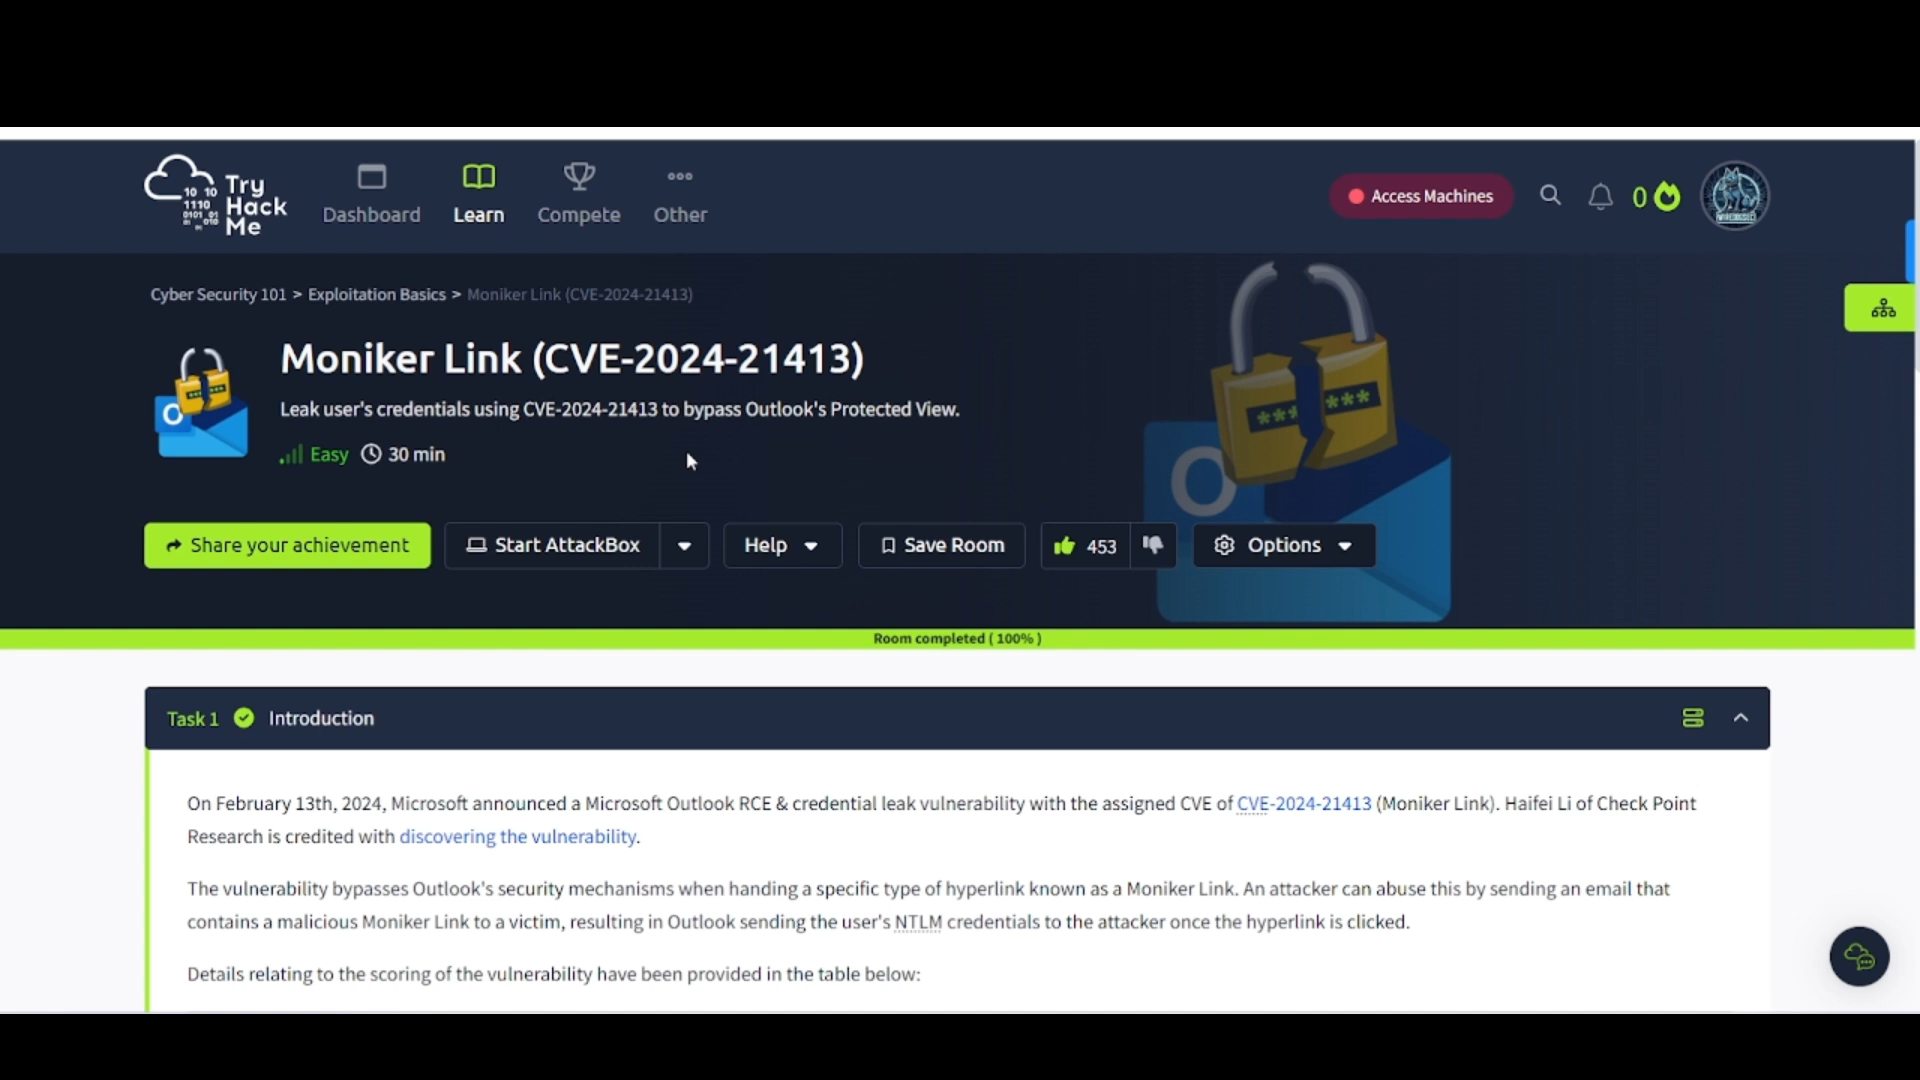 Try
Hack
Me
10 10
1110
0101 01
01 010
01
Dashboard
Learn
Compete
Other
Access Machines
0
Cyber Security 101 > Exploitation Basics > Moniker Link (CVE-2024-21413)
Moniker Link (CVE-2024-21413)
Leak user's credentials using CVE-2024-21413 to bypass Outlook's Protected View.
Easy 30 min
Share your achievement
Start AttackBox
Help
Save Room
453
Options
Room completed ( 100% )
Task 1 Introduction
On February 13th, 2024, Microsoft announced a Microsoft Outlook RCE & credential leak vulnerability with the assigned CVE of CVE-2024-21413 (Moniker Link). Haifei Li of Check Point
Research is credited with discovering the vulnerability.
The vulnerability bypasses Outlook's security mechanisms when handing a specific type of hyperlink known as a Moniker Link. An attacker can abuse this by sending an email that
contains a malicious Moniker Link to a victim, resulting in Outlook sending the user's NTLM credentials to the attacker once the hyperlink is clicked.
Details relating to the scoring of the vulnerability have been provided in the table below: